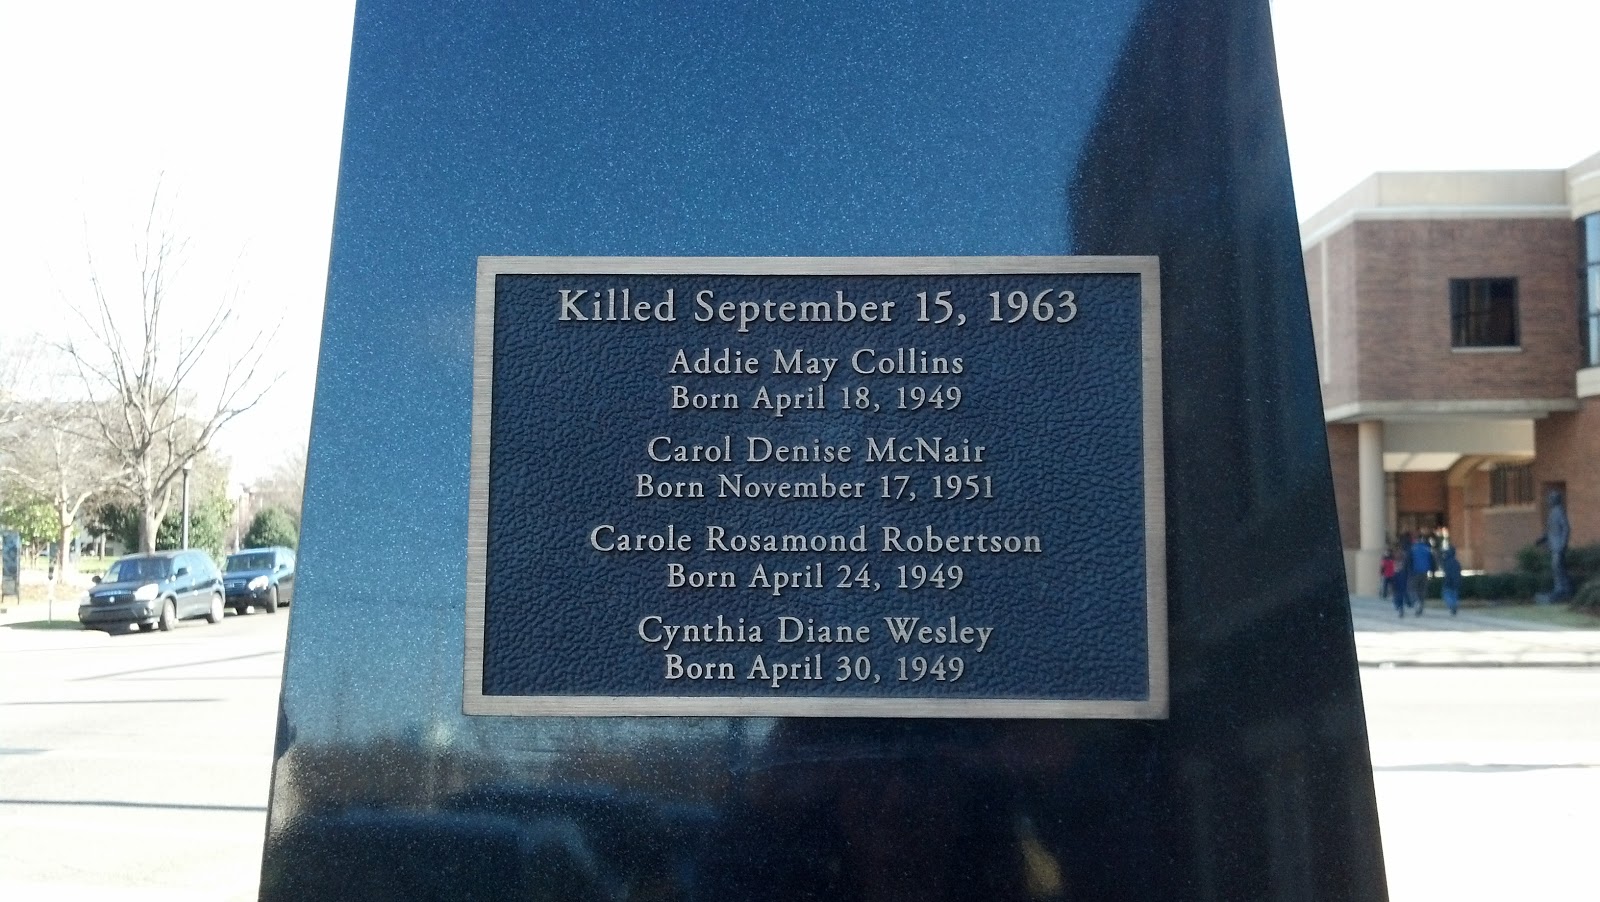 Killed September 15, 1963
Addie May Collins
Born April 18, 1949
Carol Denise McNair
Born November 17, 1951
Carole Rosamond Robertson
Born April 24, 1949
Cynthia Diane Wesley
Born April 30, 1949